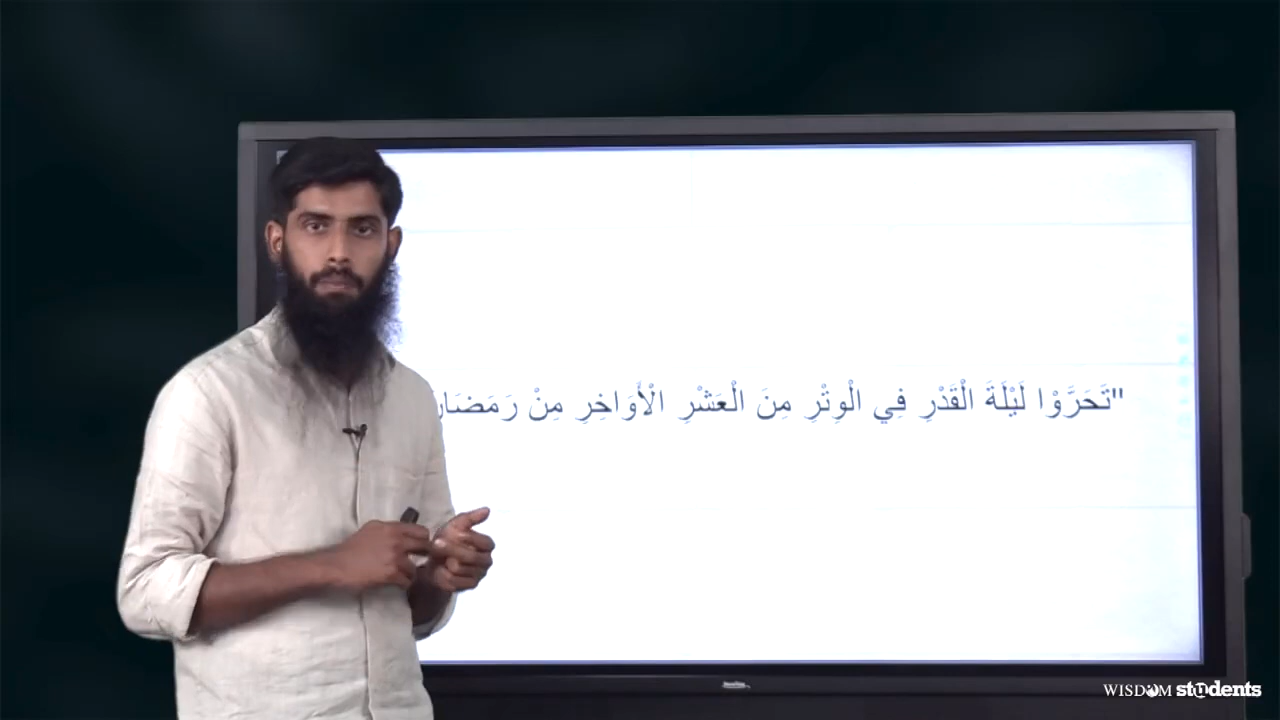 "تَحَرَّوْا لَيْلَةَ الْقَدْرِ فِي الْوِتْرِ مِنَ الْعَشْرِ الْأَوَاخِرِ مِنْ
WISDOM students